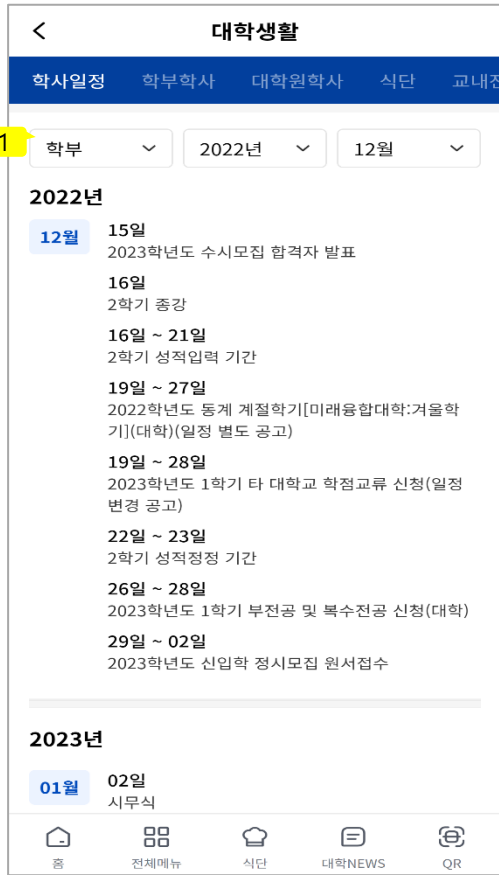 대학생활
학사일정 학부학사 대학원학사 식단 교내전
1
학부 2022년 12월
2022년
12월 15일
2023학년도 수시모집 합격자 발표
16일
2학기 종강
16일 ~ 21일
2학기 성적입력 기간
19일 ~ 27일
2022학년도 동계 계절학기[미래융합대학:겨울학
기](대학)(일정 별도 공고)
19일 ~ 28일
2023학년도 1학기 타 대학교 학점교류 신청(일정
변경 공고)
22일 ~ 23일
2학기 성적정정 기간
26일 ~ 28일
2023학년도 1학기 부전공 및 복수전공 신청(대학)
29일 ~ 02일
2023학년도 신입학 정시모집 원서접수
2023년
01월 02일
시무식
홈 전체메뉴 식단 대학NEWS QR